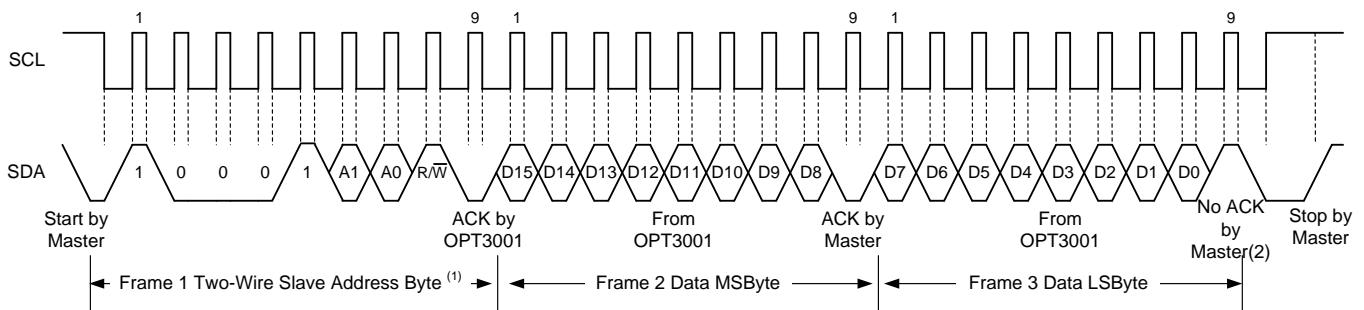 1 9 1 9 1 9
SCL
SDA
1 0 0 0 1 A1 A0 R/W̅ D15 D14 D13 D12 D11 D10 D9 D8 D7 D6 D5 D4 D3 D2 D1 D0
Start by
Master
ACK by
OPT3001
From
OPT3001
ACK by
Master
From
OPT3001
No ACK
by
Master(2)
Stop by
Master
Frame 1 Two-Wire Slave Address Byte (1)
Frame 2 Data MSByte
Frame 3 Data LSByte